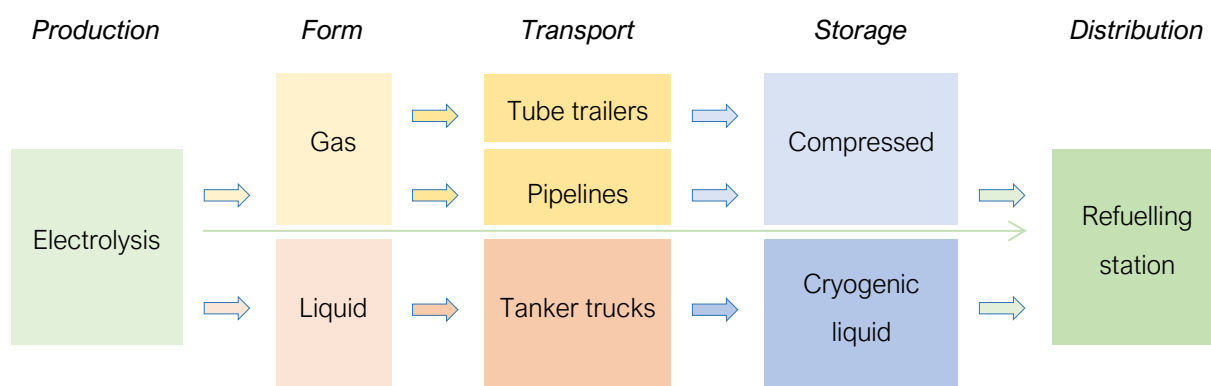 Production
Form
Transport
Storage
Distribution
Electrolysis
Gas
Liquid
Tube trailers
Pipelines
Tanker trucks
Compressed
Cryogenic
liquid
Refuelling
station